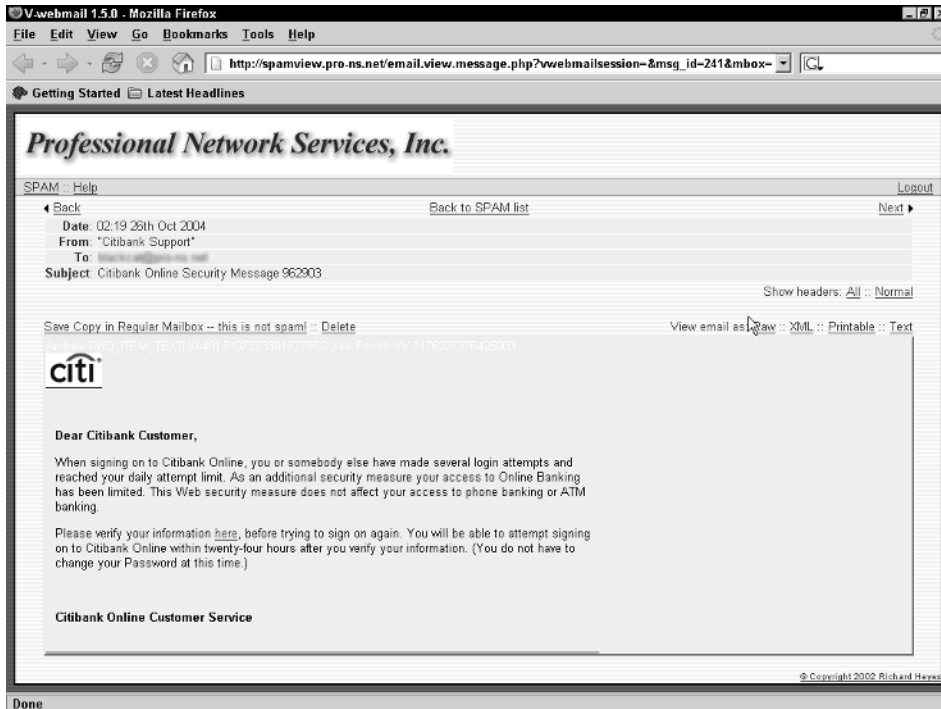 V-webmail 1.5.0 - Mozilla Firefox
File Edit View Go Bookmarks Tools Help
http://spamview.pro-ns.net/email.view.message.php?vwebmailsession=&msg_id=241&mbox=
Getting Started Latest Headlines
Professional Network Services, Inc.
SPAM :: Help Logout
Back Back to SPAM list Next
Date: 02:19 26th Oct 2004
From: "Citibank Support"
To:
Subject: Citibank Online Security Message 962903
Show headers: All :: Normal
Save Copy in Regular Mailbox -- this is not spam! :: Delete View email as: Raw :: XML :: Printable :: Text
citi
Dear Citibank Customer,
When signing on to Citibank Online, you or somebody else have made several login attempts and
reached your daily attempt limit. As an additional security measure your access to Online Banking
has been limited. This Web security measure does not affect your access to phone banking or ATM
banking.
Please verify your information here, before trying to sign on again. You will be able to attempt signing
on to Citibank Online within twenty-four hours after you verify your information. (You do not have to
change your Password at this time.)
Citibank Online Customer Service
© Copyright 2002 Richard Heyes
Done